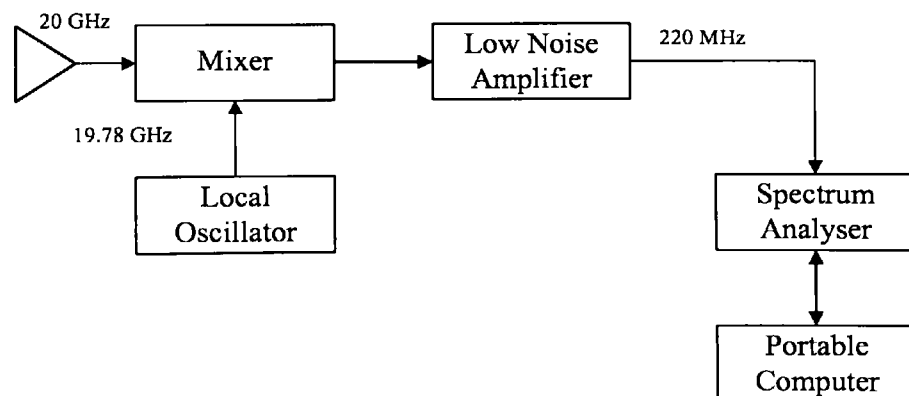 20 GHz
Mixer
Low Noise
Amplifier
220 MHz
19.78 GHz
Local
Oscillator
Spectrum
Analyser
Portable
Computer